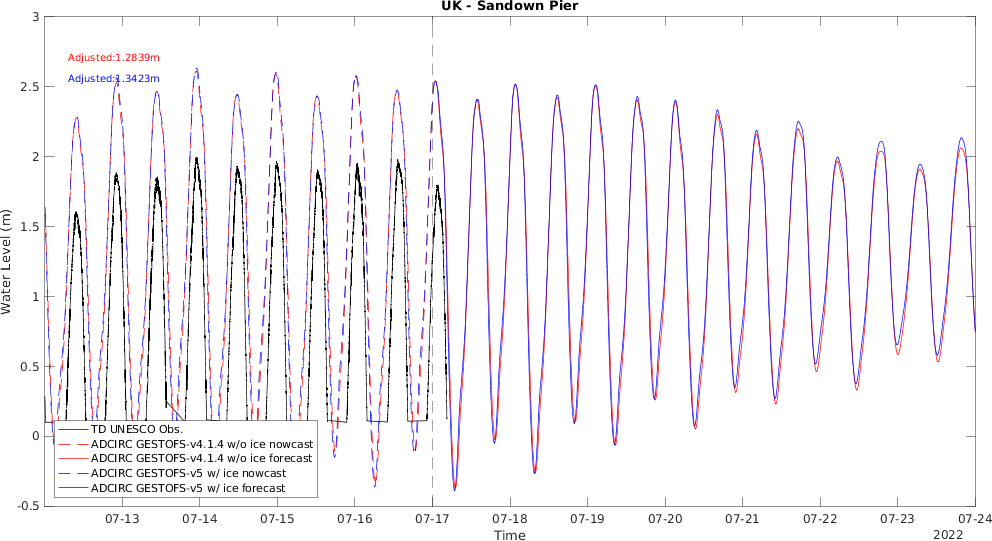 UK - Sandown Pier
Adjusted:1.2839m
Adjusted:1.3423m
3
2.5
2
1.5
1
0.5
0
-0.5
Water Level (m)
TD UNESCO Obs.
ADCIRC GESTOFS-v4.1.4 w/o ice nowcast
ADCIRC GESTOFS-v4.1.4 w/o ice forecast
ADCIRC GESTOFS-v5 w/ ice nowcast
ADCIRC GESTOFS-v5 w/ ice forecast
07-13 07-14 07-15 07-16 07-17 07-18 07-19 07-20 07-21 07-22 07-23 07-24
Time
2022